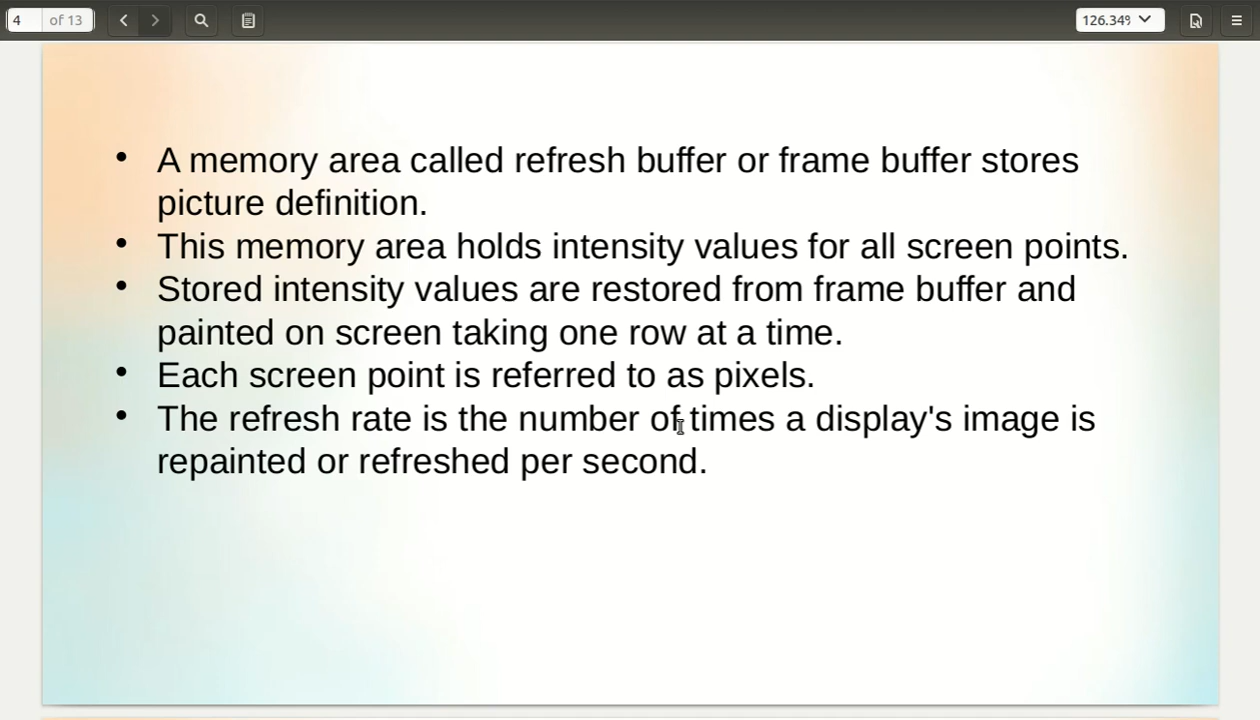 4 of 13 126.34%
• A memory area called refresh buffer or frame buffer stores
picture definition.
• This memory area holds intensity values for all screen points.
• Stored intensity values are restored from frame buffer and
painted on screen taking one row at a time.
• Each screen point is referred to as pixels.
• The refresh rate is the number of times a display's image is
repainted or refreshed per second.